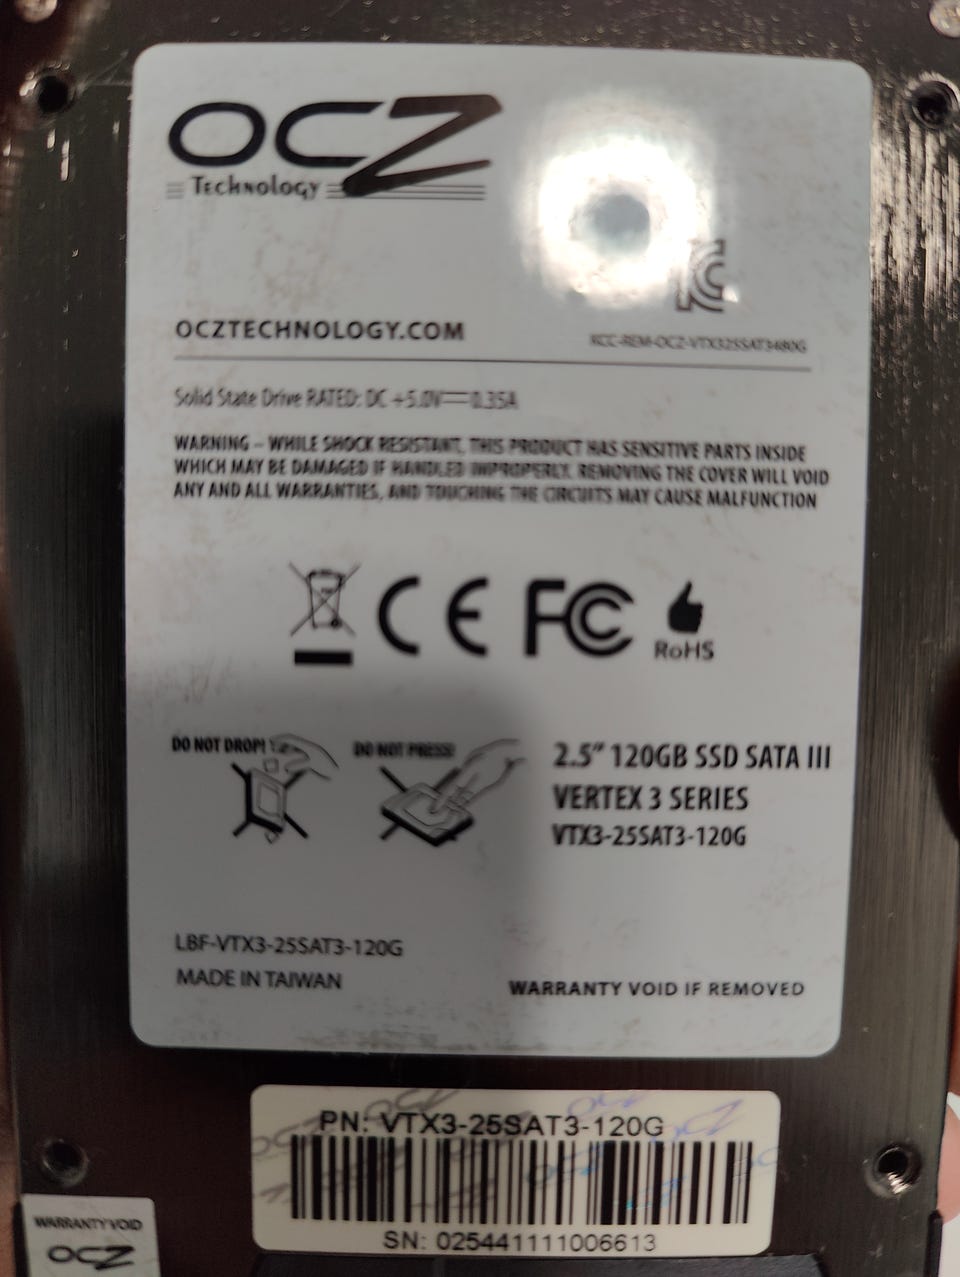 OCZ
Technology
KC
OCZTECHNOLOGY.COM
KCC-REM-OCZ-VTX325SAT3480G
Solid State Drive RATED: DC +5.0V⎓0.35A
WARNING – WHILE SHOCK RESISTANT, THIS PRODUCT HAS SENSITIVE PARTS INSIDE
WHICH MAY BE DAMAGED IF HANDLED IMPROPERLY. REMOVING THE COVER WILL VOID
ANY AND ALL WARRANTIES, AND TOUCHING THE CIRCUITS MAY CAUSE MALFUNCTION
CE FC RoHS
DO NOT DROP! DO NOT PRESS!
2.5” 120GB SSD SATA III
VERTEX 3 SERIES
VTX3-25SAT3-120G
LBF-VTX3-25SAT3-120G
MADE IN TAIWAN
WARRANTY VOID IF REMOVED
PN: VTX3-25SAT3-120G
SN: 025441111006613
WARRANTY VOID
OCZ